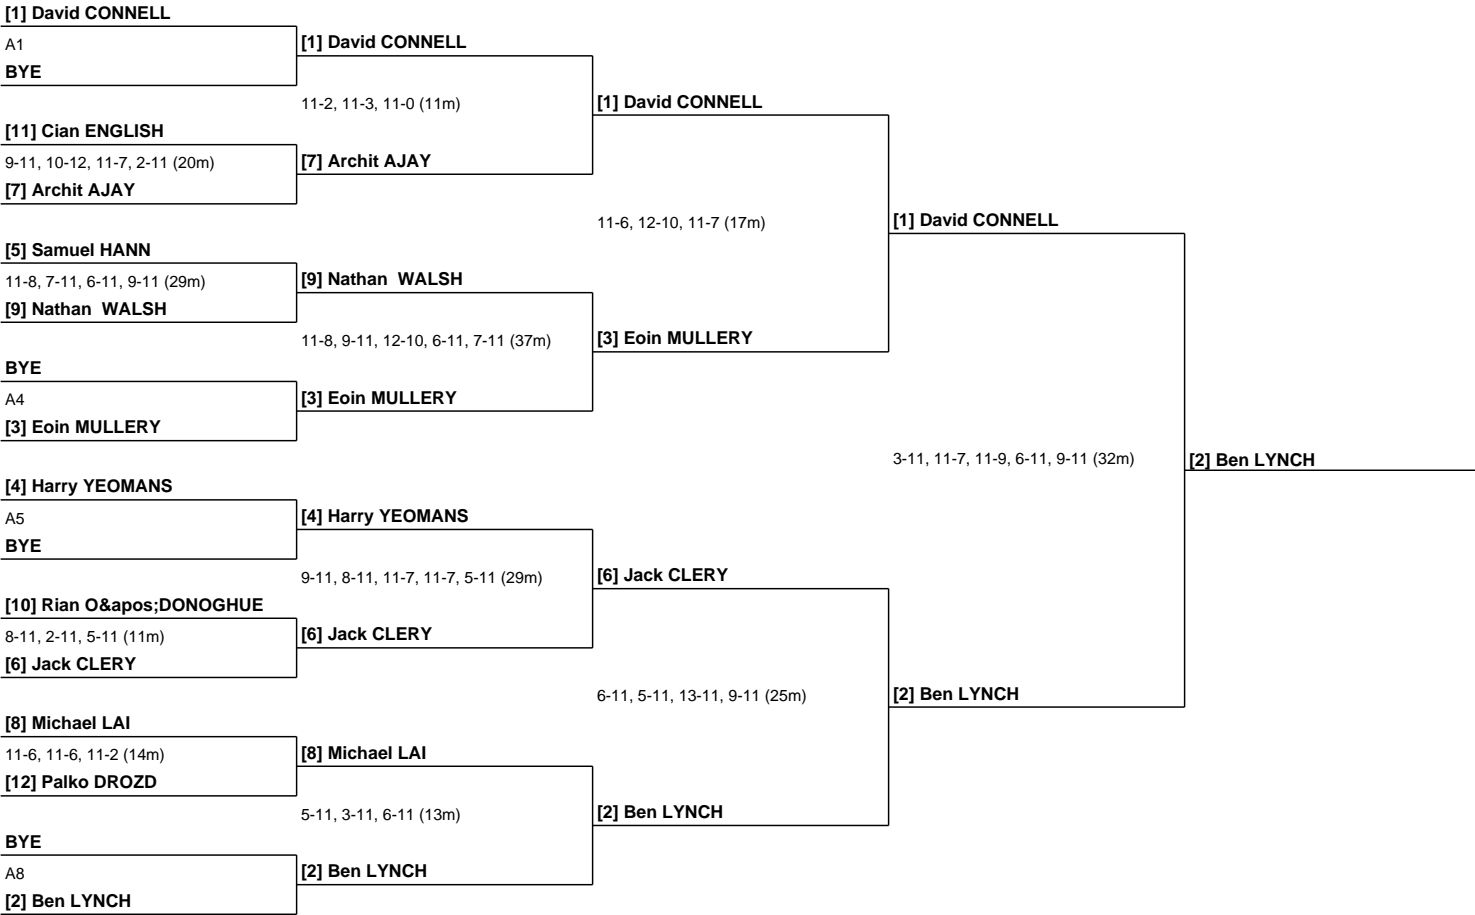 [1] David CONNELL
A1
BYE
[11] Cian ENGLISH
9-11, 10-12, 11-7, 2-11 (20m)
[7] Archit AJAY
[5] Samuel HANN
11-8, 7-11, 6-11, 9-11 (29m)
[9] Nathan  WALSH
BYE
A4
[3] Eoin MULLERY
[4] Harry YEOMANS
A5
BYE
[10] Rian O&apos;DONOGHUE
8-11, 2-11, 5-11 (11m)
[6] Jack CLERY
[8] Michael LAI
11-6, 11-6, 11-2 (14m)
[12] Palko DROZD
BYE
A8
[2] Ben LYNCH
[1] David CONNELL
11-2, 11-3, 11-0 (11m)
[7] Archit AJAY
[9] Nathan  WALSH
11-8, 9-11, 12-10, 6-11, 7-11 (37m)
[3] Eoin MULLERY
[4] Harry YEOMANS
9-11, 8-11, 11-7, 11-7, 5-11 (29m)
[6] Jack CLERY
[8] Michael LAI
5-11, 3-11, 6-11 (13m)
[2] Ben LYNCH
[1] David CONNELL
11-6, 12-10, 11-7 (17m)
[3] Eoin MULLERY
[6] Jack CLERY
6-11, 5-11, 13-11, 9-11 (25m)
[2] Ben LYNCH
[1] David CONNELL
3-11, 11-7, 11-9, 6-11, 9-11 (32m)
[2] Ben LYNCH
[2] Ben LYNCH